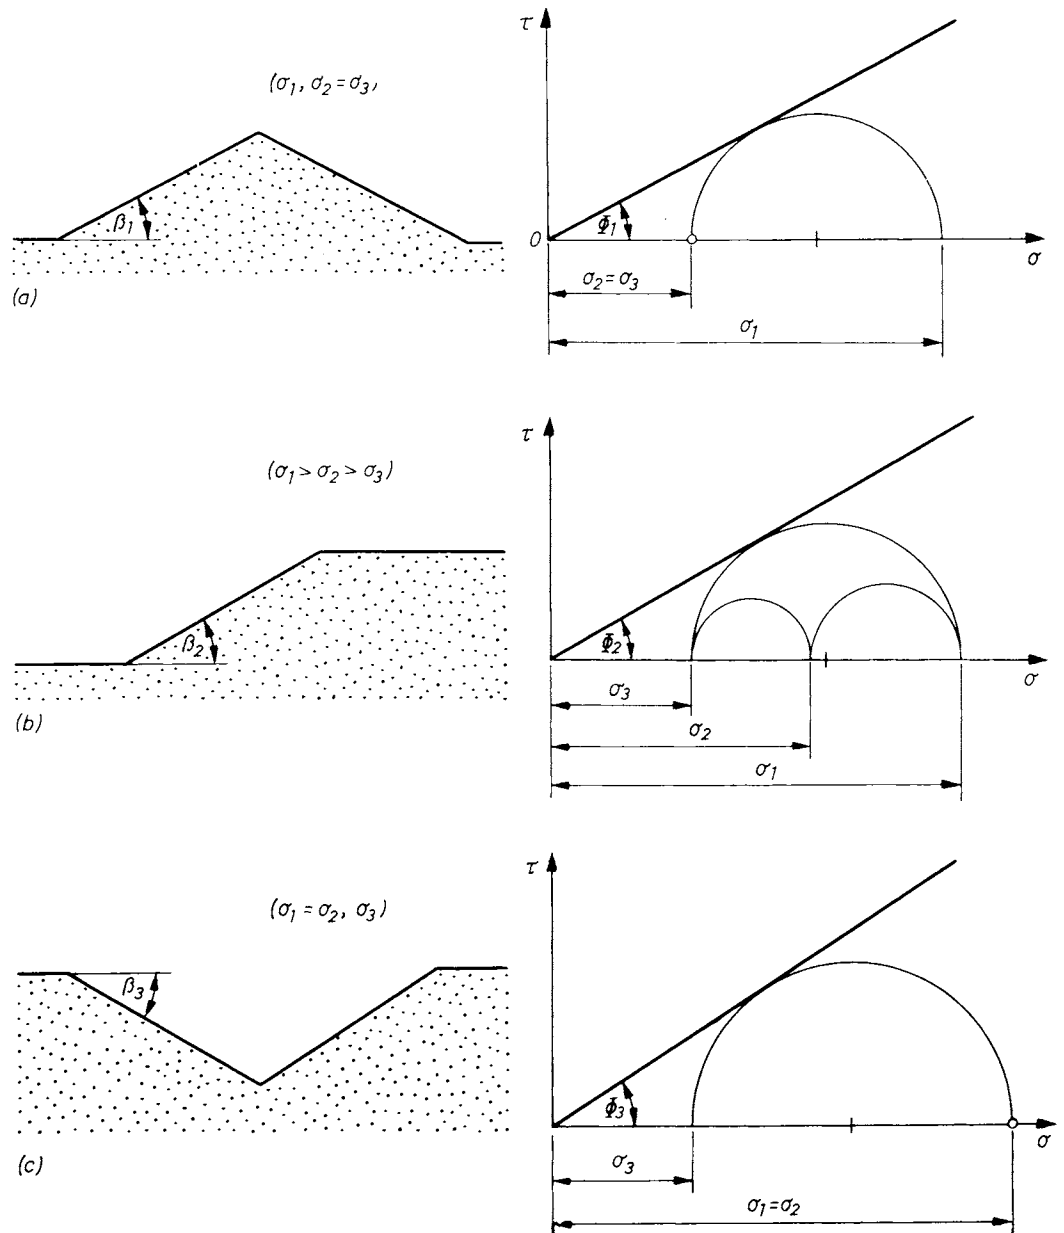 τ
(σ₁, σ₂=σ₃,
β₁
Φ₁
0
σ
σ₂=σ₃
(a)
σ₁
τ
(σ₁>σ₂>σ₃)
β₂
Φ₂
σ
σ₃
(b)
σ₂
σ₁
τ
(σ₁=σ₂, σ₃)
β₃
Φ₃
σ
(c)
σ₃
σ₁=σ₂